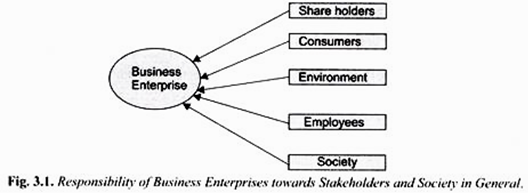 Share holders
Consumers
Business
Enterprise
Environment
Employees
Society
Fig. 3.1. Responsibility of Business Enterprises towards Stakeholders and Society in General.